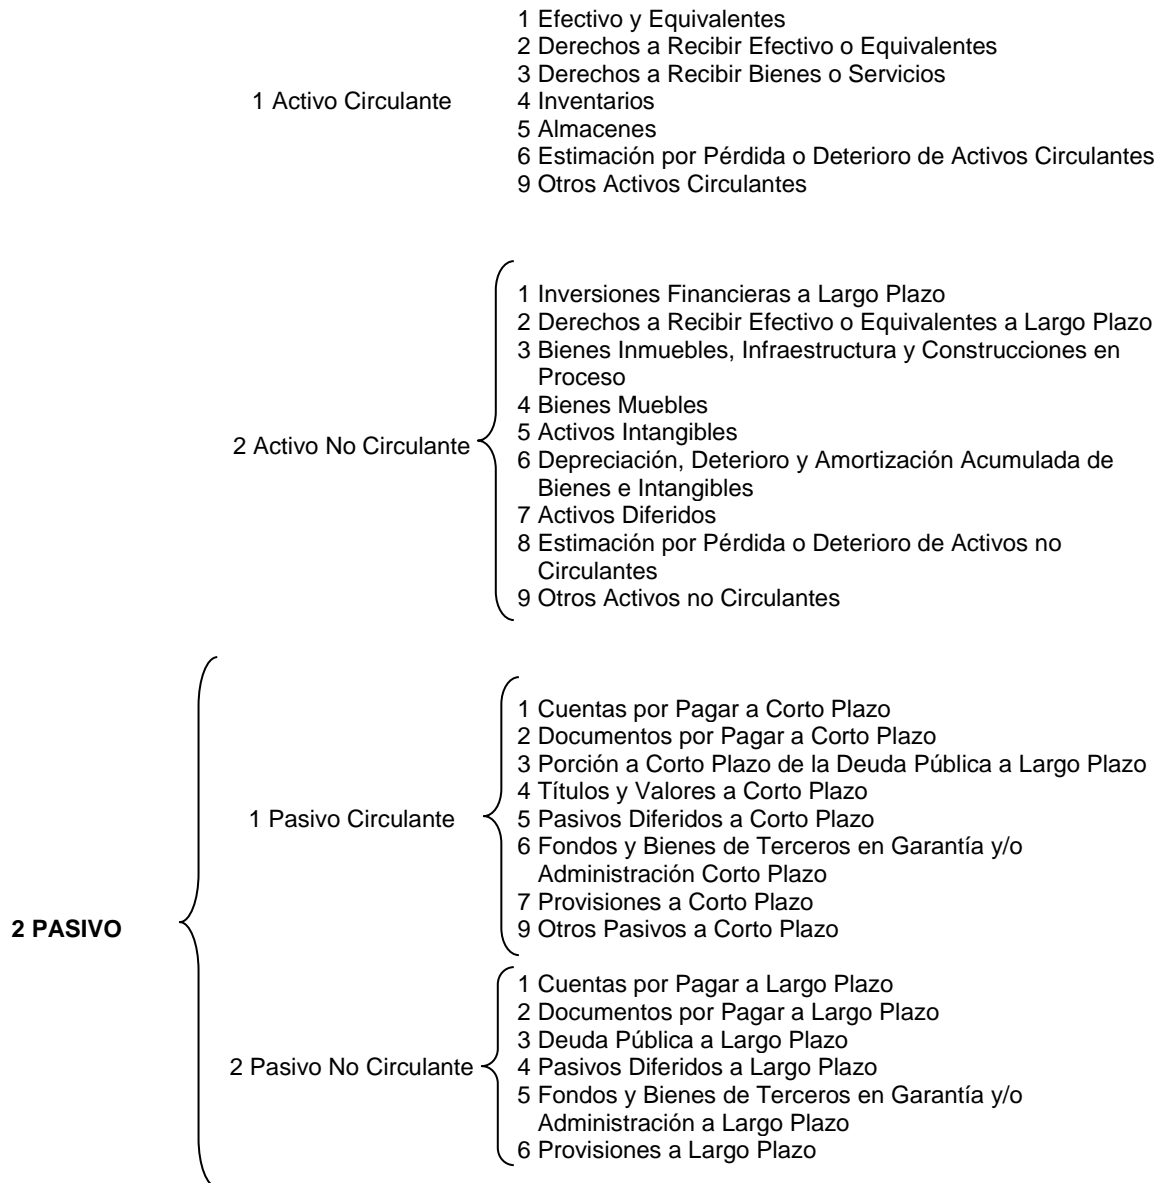 1 Activo Circulante
1 Efectivo y Equivalentes
2 Derechos a Recibir Efectivo o Equivalentes
3 Derechos a Recibir Bienes o Servicios
4 Inventarios
5 Almacenes
6 Estimación por Pérdida o Deterioro de Activos Circulantes
9 Otros Activos Circulantes
2 Activo No Circulante
1 Inversiones Financieras a Largo Plazo
2 Derechos a Recibir Efectivo o Equivalentes a Largo Plazo
3 Bienes Inmuebles, Infraestructura y Construcciones en
Proceso
4 Bienes Muebles
5 Activos Intangibles
6 Depreciación, Deterioro y Amortización Acumulada de
Bienes e Intangibles
7 Activos Diferidos
8 Estimación por Pérdida o Deterioro de Activos no
Circulantes
9 Otros Activos no Circulantes
2 PASIVO
1 Pasivo Circulante
1 Cuentas por Pagar a Corto Plazo
2 Documentos por Pagar a Corto Plazo
3 Porción a Corto Plazo de la Deuda Pública a Largo Plazo
4 Títulos y Valores a Corto Plazo
5 Pasivos Diferidos a Corto Plazo
6 Fondos y Bienes de Terceros en Garantía y/o
Administración Corto Plazo
7 Provisiones a Corto Plazo
9 Otros Pasivos a Corto Plazo
2 Pasivo No Circulante
1 Cuentas por Pagar a Largo Plazo
2 Documentos por Pagar a Largo Plazo
3 Deuda Pública a Largo Plazo
4 Pasivos Diferidos a Largo Plazo
5 Fondos y Bienes de Terceros en Garantía y/o
Administración a Largo Plazo
6 Provisiones a Largo Plazo